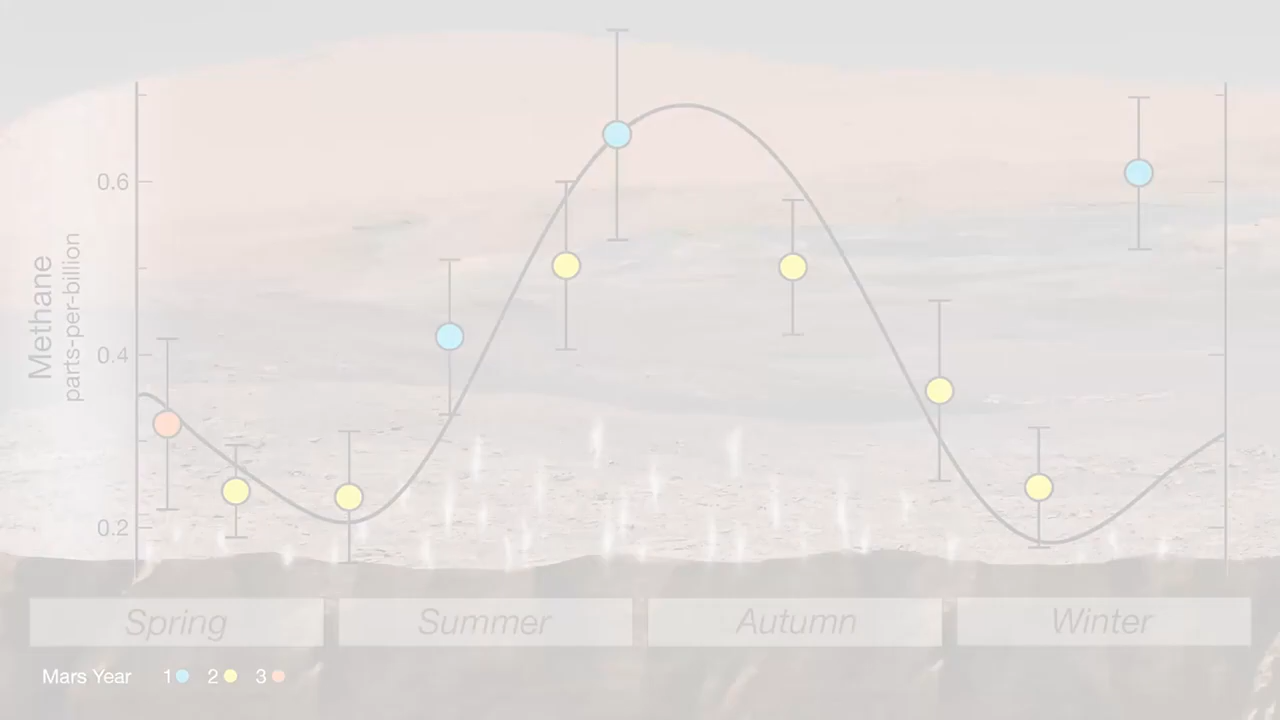 0.6
0.4
0.2
Methane
parts-per-billion
Spring Summer Autumn Winter
Mars Year 1 2 3